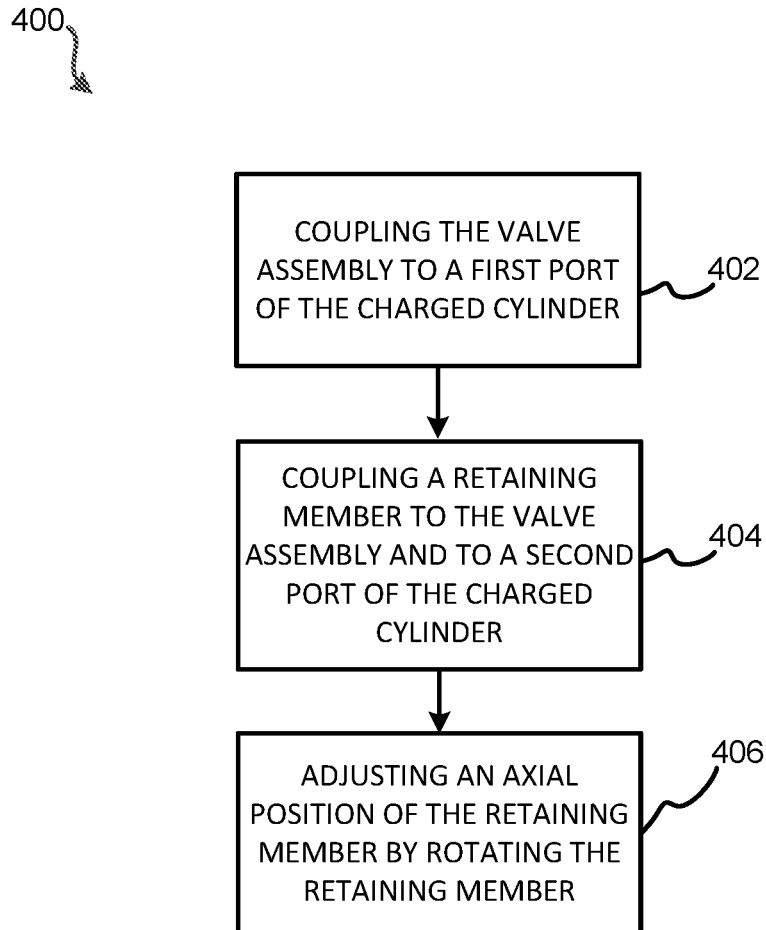 400
COUPLING THE VALVE
ASSEMBLY TO A FIRST PORT
OF THE CHARGED CYLINDER
402
COUPLING A RETAINING
MEMBER TO THE VALVE
ASSEMBLY AND TO A SECOND
PORT OF THE CHARGED
CYLINDER
404
ADJUSTING AN AXIAL
POSITION OF THE RETAINING
MEMBER BY ROTATING THE
RETAINING MEMBER
406